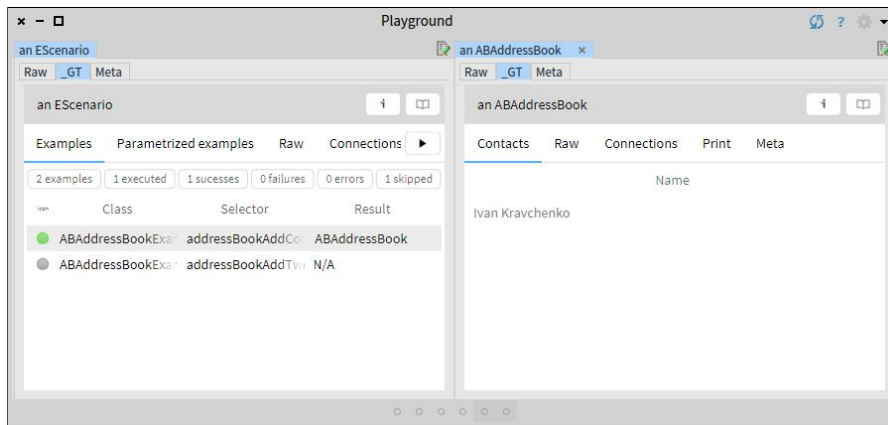 Playground
?
an EScenario
Raw _GT Meta
an EScenario
i
Examples Parametrized examples Raw Connections
2 examples 1 executed 1 sucesses 0 failures 0 errors 1 skipped
Icon Class Selector Result
ABAddressBookExa addressBookAddCo ABAddressBook
ABAddressBookExa addressBookAddTw N/A
an ABAddressBook ×
Raw _GT Meta
an ABAddressBook
i
Contacts Raw Connections Print Meta
Name
Ivan Kravchenko